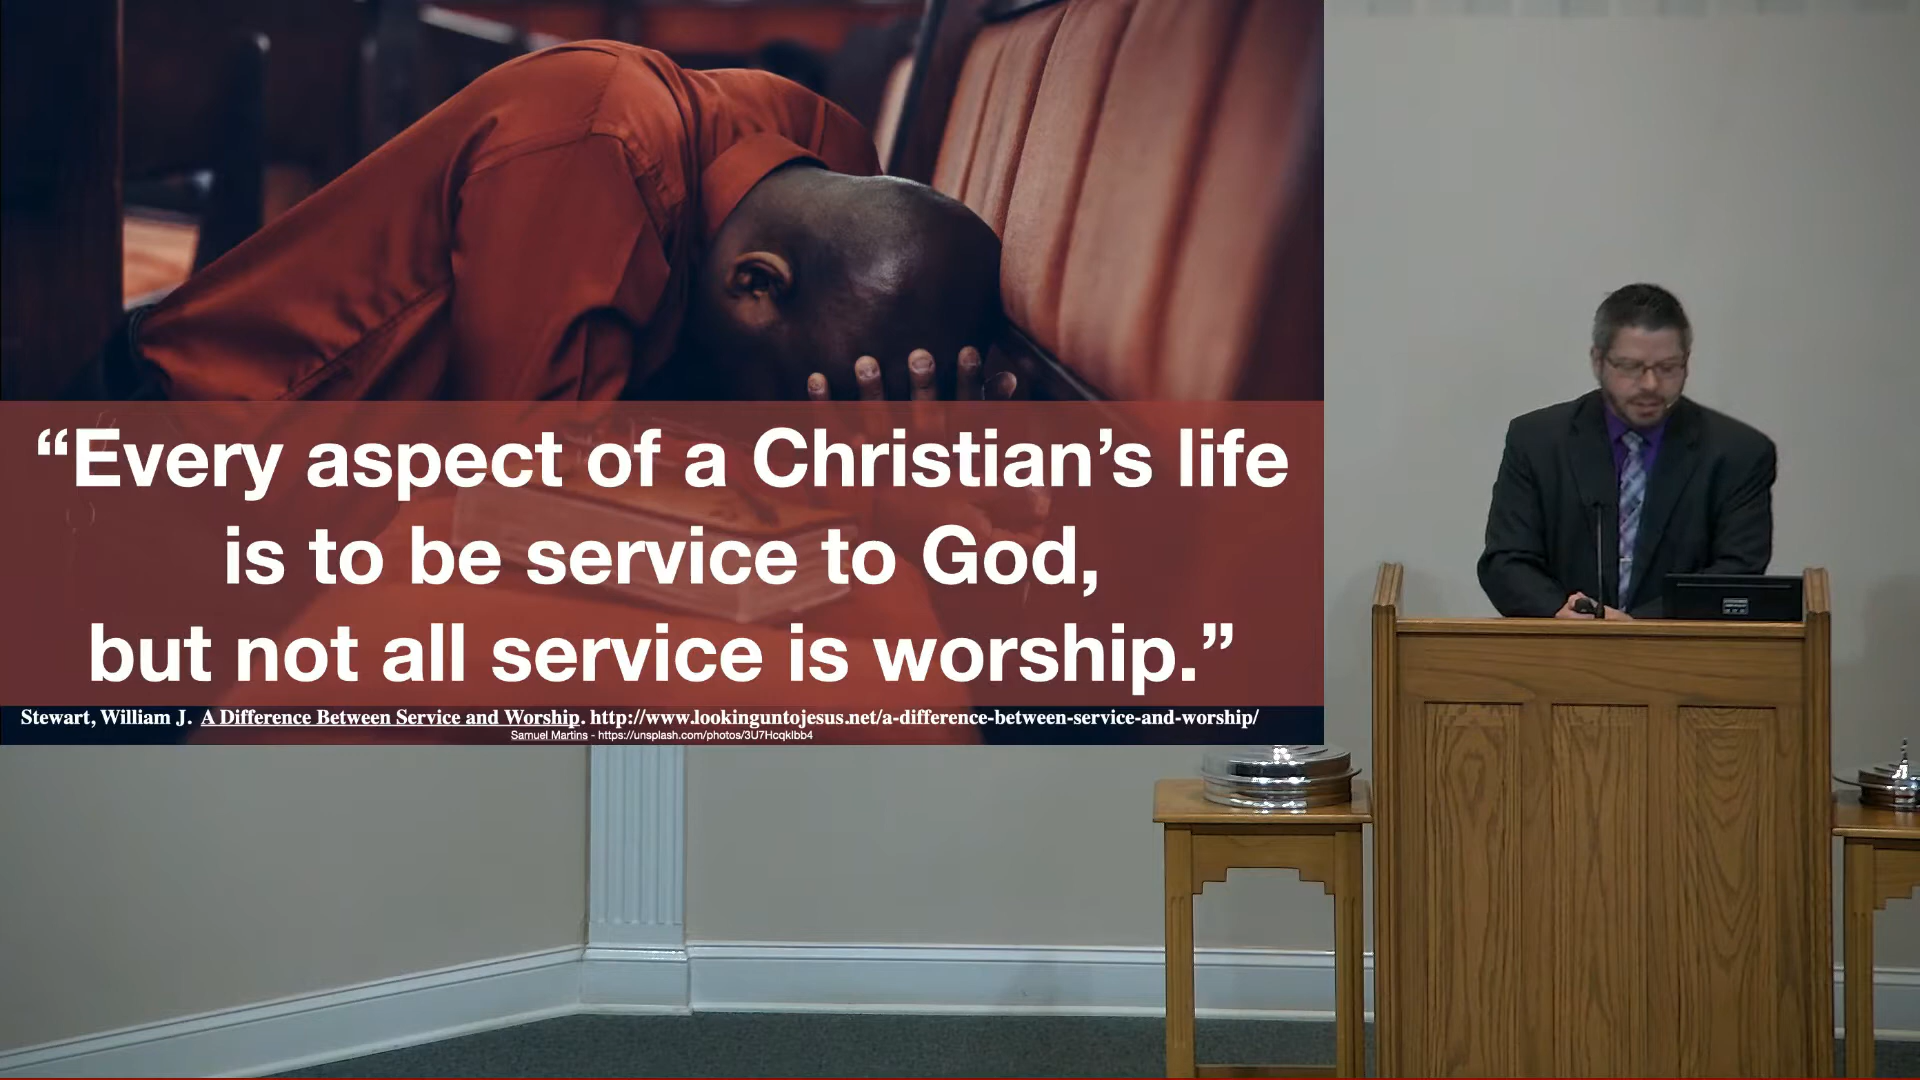 “Every aspect of a Christian’s life
is to be service to God,
but not all service is worship.”
Stewart, William J. A Difference Between Service and Worship. http://www.lookinguntojesus.net/a-difference-between-service-and-worship/
Samuel Martins - https://unsplash.com/photos/3U7HcqkIbb4